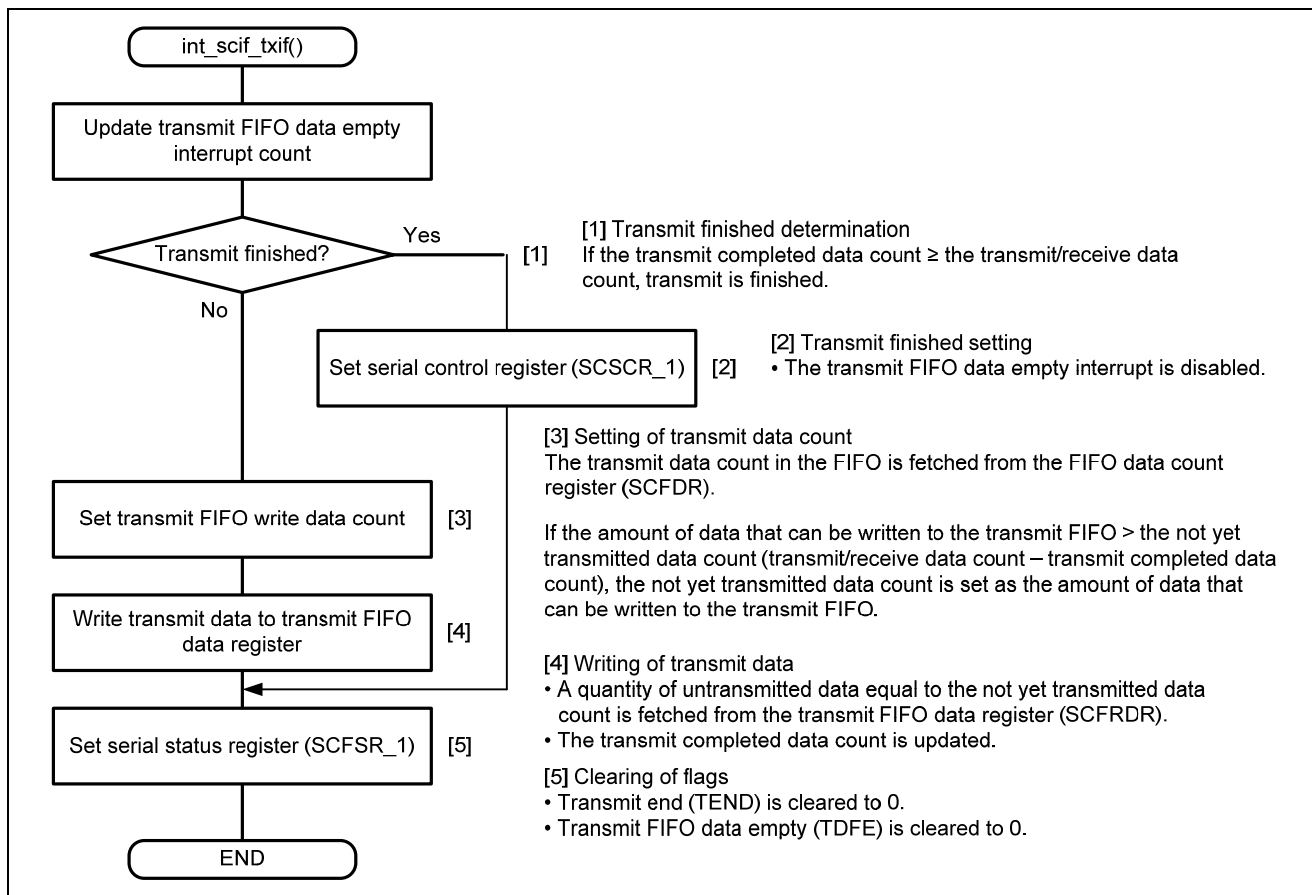 int_scif_txif()
Update transmit FIFO data empty
interrupt count
Transmit finished?
Yes
No
[1]
[1] Transmit finished determination
If the transmit completed data count ≥ the transmit/receive data
count, transmit is finished.
Set serial control register (SCSCR_1)
[2]
[2] Transmit finished setting
• The transmit FIFO data empty interrupt is disabled.
[3] Setting of transmit data count
The transmit data count in the FIFO is fetched from the FIFO data count
register (SCFDR).
If the amount of data that can be written to the transmit FIFO > the not yet
transmitted data count (transmit/receive data count – transmit completed data
count), the not yet transmitted data count is set as the amount of data that
can be written to the transmit FIFO.
Set transmit FIFO write data count
[3]
Write transmit data to transmit FIFO
data register
[4]
[4] Writing of transmit data
• A quantity of untransmitted data equal to the not yet transmitted data
count is fetched from the transmit FIFO data register (SCFRDR).
• The transmit completed data count is updated.
Set serial status register (SCFSR_1)
[5]
[5] Clearing of flags
• Transmit end (TEND) is cleared to 0.
• Transmit FIFO data empty (TDFE) is cleared to 0.
END